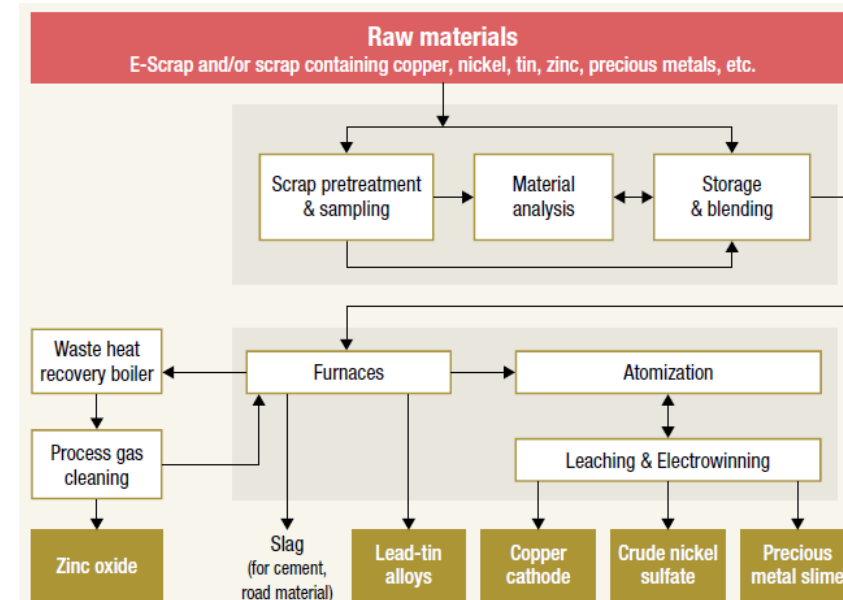 Raw materials
E-Scrap and/or scrap containing copper, nickel, tin, zinc, precious metals, etc.
Scrap pretreatment
& sampling
Material
analysis
Storage
& blending
Waste heat
recovery boiler
Furnaces
Atomization
Process gas
cleaning
Leaching & Electrowinning
Zinc oxide
Slag
(for cement,
road material)
Lead-tin
alloys
Copper
cathode
Crude nickel
sulfate
Precious
metal slime